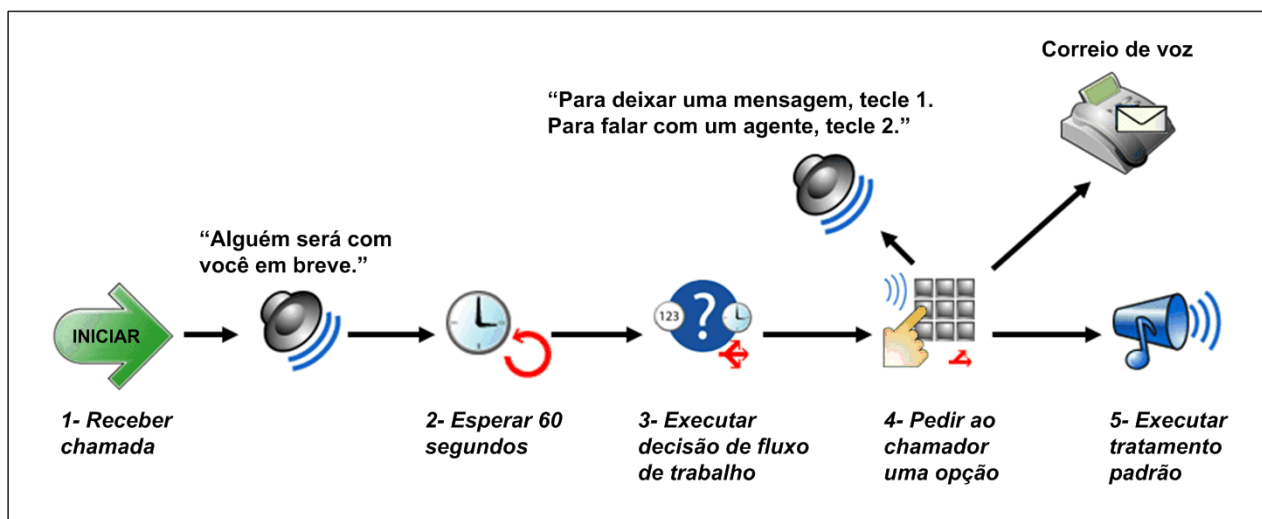 Correio de voz
“Para deixar uma mensagem, tecle 1.
Para falar com um agente, tecle 2.”
“Alguém será com
você em breve.”
INICIAR
123
?
1- Receber
chamada
2- Esperar 60
segundos
3- Executar
decisão de fluxo
de trabalho
4- Pedir ao
chamador
uma opção
5- Executar
tratamento
padrão